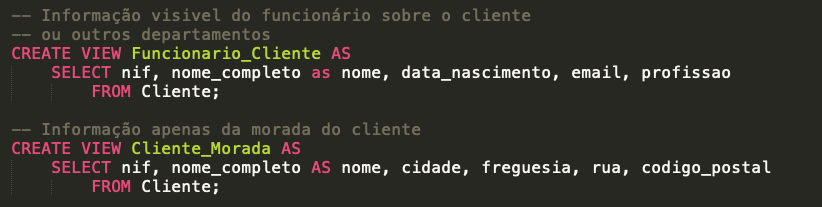 -- Informação visivel do funcionário sobre o cliente
-- ou outros departamentos
CREATE VIEW Funcionario_Cliente AS
SELECT nif, nome_completo as nome, data_nascimento, email, profissao
FROM Cliente;
-- Informação apenas da morada do cliente
CREATE VIEW Cliente_Morada AS
SELECT nif, nome_completo AS nome, cidade, freguesia, rua, codigo_postal
FROM Cliente;